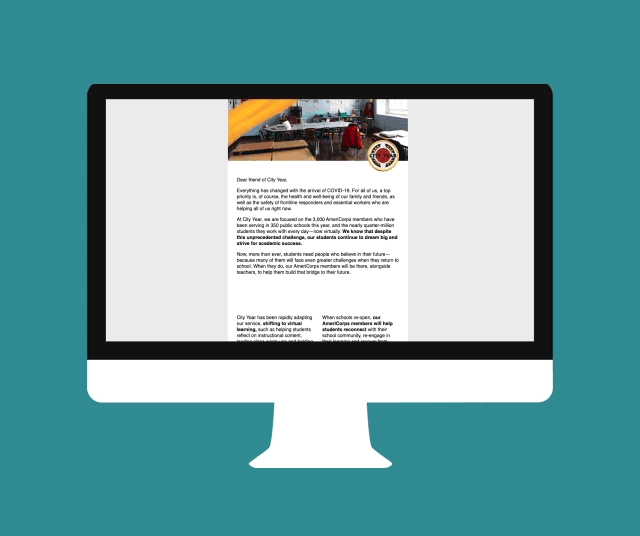 Dear friend of City Year,
Everything has changed with the arrival of COVID-19. For all of us, a top
priority is, of course, the health and well-being of our family and friends, as
well as the safety of frontline responders and essential workers who are
helping all of us right now.
At City Year, we are focused on the 3,000 AmeriCorps members who have
been serving in 350 public schools this year, and the nearly quarter-million
students they work with every day—now virtually. We know that despite
this unprecedented challenge, our students continue to dream big and
strive for academic success.
Now, more than ever, students need people who believe in their future—
because many of them will face even greater challenges when they return to
school. When they do, our AmeriCorps members will be there, alongside
teachers, to help them build that bridge to their future.
City Year has been rapidly adapting
our service, shifting to virtual
learning, such as helping students
reflect on instructional content,
When schools re-open, our
AmeriCorps members will help
students reconnect with their
school community, re-engage in